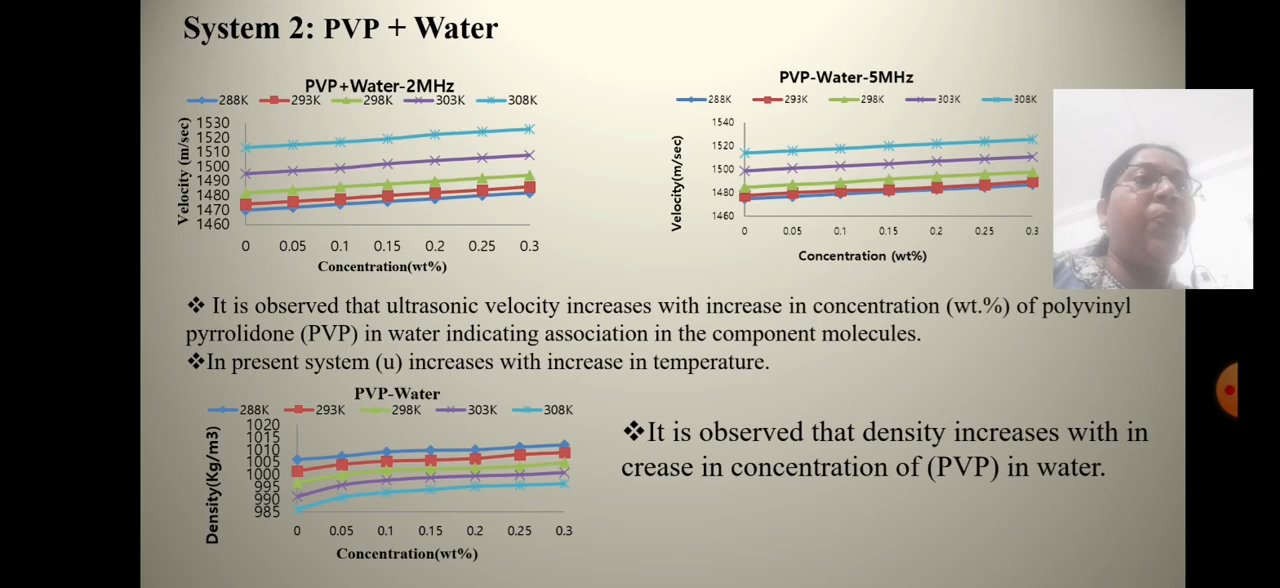 System 2: PVP + Water
PVP+Water-2MHz
288K 293K 298K 303K 308K
Velocity (m/sec)
1530
1520
1510
1500
1490
1480
1470
1460
0 0.05 0.1 0.15 0.2 0.25 0.3
Concentration(wt%)
PVP-Water-5MHz
288K 293K 298K 303K 308K
Velocity(m/sec)
1540
1520
1500
1480
1460
0 0.05 0.1 0.15 0.2 0.25 0.3
Concentration (wt%)
❖ It is observed that ultrasonic velocity increases with increase in concentration (wt.%) of polyvinyl
pyrrolidone (PVP) in water indicating association in the component molecules.
❖In present system (u) increases with increase in temperature.
PVP-Water
288K 293K 298K 303K 308K
Density(Kg/m3)
1020
1015
1010
1005
1000
995
990
985
0 0.05 0.1 0.15 0.2 0.25 0.3
Concentration(wt%)
❖It is observed that density increases with in
crease in concentration of (PVP) in water.